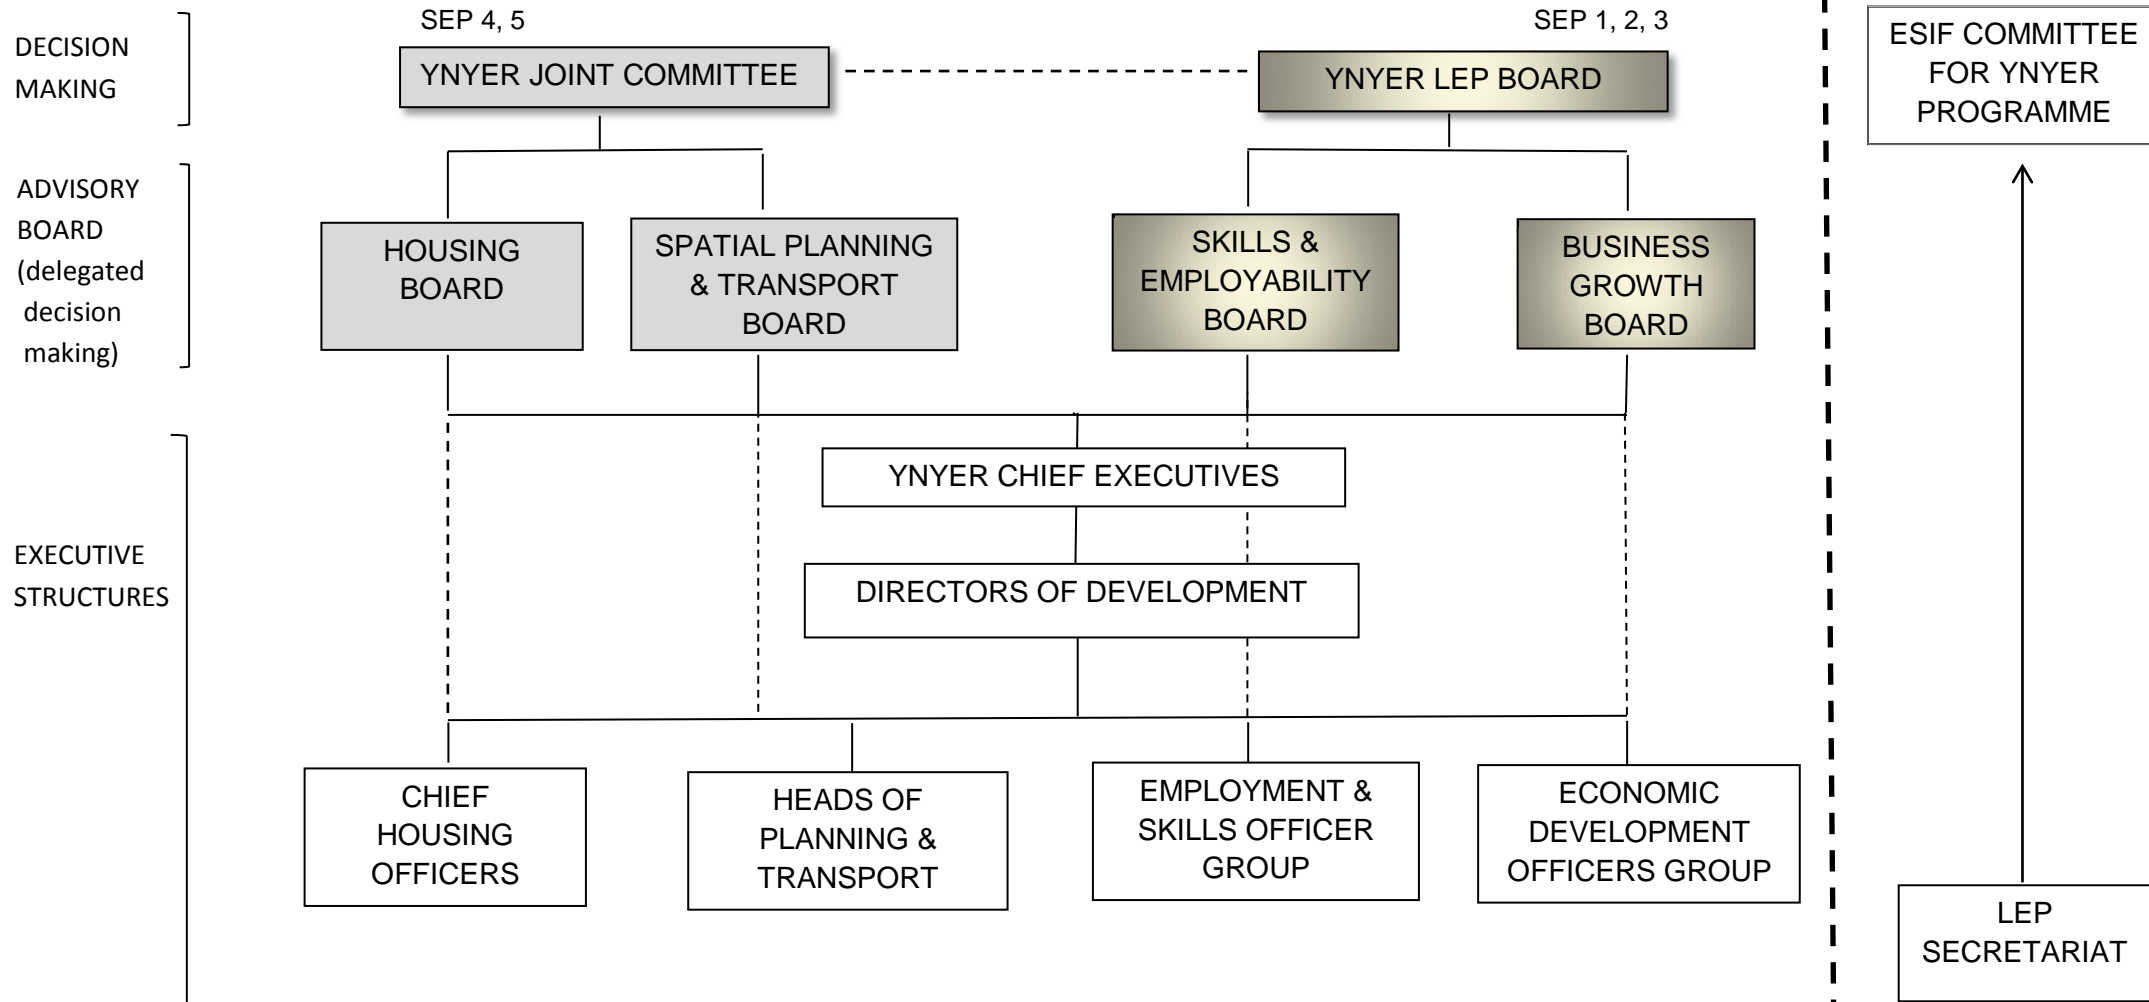 SEP 4, 5
SEP 1, 2, 3
DECISION
MAKING
YNYER JOINT COMMITTEE
YNYER LEP BOARD
ESIF COMMITTEE
FOR YNYER
PROGRAMME
ADVISORY
BOARD
(delegated
decision
making)
HOUSING
BOARD
SPATIAL PLANNING
& TRANSPORT
BOARD
SKILLS &
EMPLOYABILITY
BOARD
BUSINESS
GROWTH
BOARD
EXECUTIVE
STRUCTURES
YNYER CHIEF EXECUTIVES
DIRECTORS OF DEVELOPMENT
CHIEF
HOUSING
OFFICERS
HEADS OF
PLANNING &
TRANSPORT
EMPLOYMENT &
SKILLS OFFICER
GROUP
ECONOMIC
DEVELOPMENT
OFFICERS GROUP
LEP
SECRETARIAT